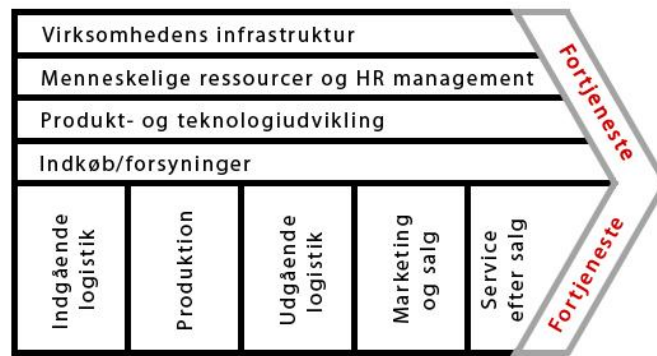 Virksomhedens infrastruktur
Menneskelige ressourcer og HR management
Produkt- og teknologiudvikling
Indkøb/forsyninger
Indgående
logistik
Produktion
Udgående
logistik
Marketing
og salg
Service
efter salg
Fortjeneste
Fortjeneste